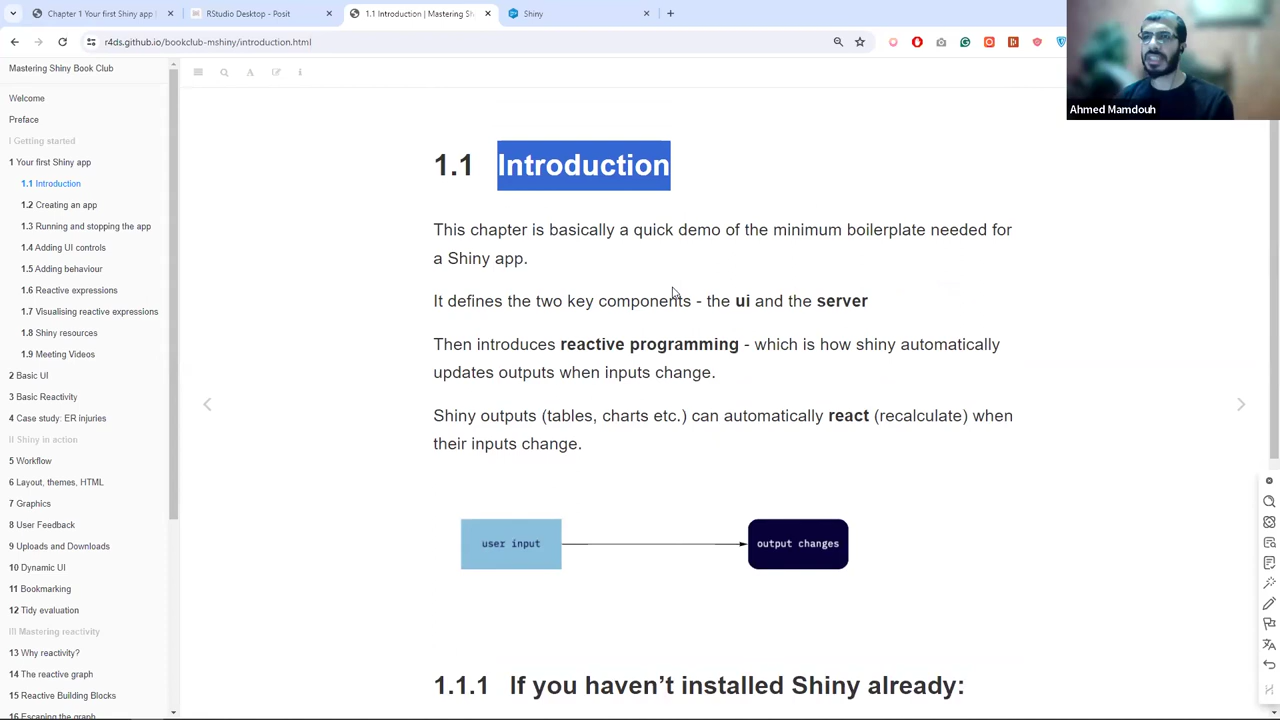 Chapter 1 Your first Shiny app |
RStudio Desktop - Posit
1.1 Introduction | Mastering Sh
Shiny
r4ds.github.io/bookclub-mshiny/introduction.html
Ahmed Mamdouh
Mastering Shiny Book Club
Welcome
Preface
I Getting started
1 Your first Shiny app
1.1 Introduction
1.2 Creating an app
1.3 Running and stopping the app
1.4 Adding UI controls
1.5 Adding behaviour
1.6 Reactive expressions
1.7 Visualising reactive expressions
1.8 Shiny resources
1.9 Meeting Videos
2 Basic UI
3 Basic Reactivity
4 Case study: ER injuries
II Shiny in action
5 Workflow
6 Layout, themes, HTML
7 Graphics
8 User Feedback
9 Uploads and Downloads
10 Dynamic UI
11 Bookmarking
12 Tidy evaluation
III Mastering reactivity
13 Why reactivity?
14 The reactive graph
15 Reactive Building Blocks
16 Escaping the graph
1.1 Introduction
This chapter is basically a quick demo of the minimum boilerplate needed for
a Shiny app.
It defines the two key components - the ui and the server
Then introduces reactive programming - which is how shiny automatically
updates outputs when inputs change.
Shiny outputs (tables, charts etc.) can automatically react (recalculate) when
their inputs change.
user input
output changes
1.1.1 If you haven’t installed Shiny already: